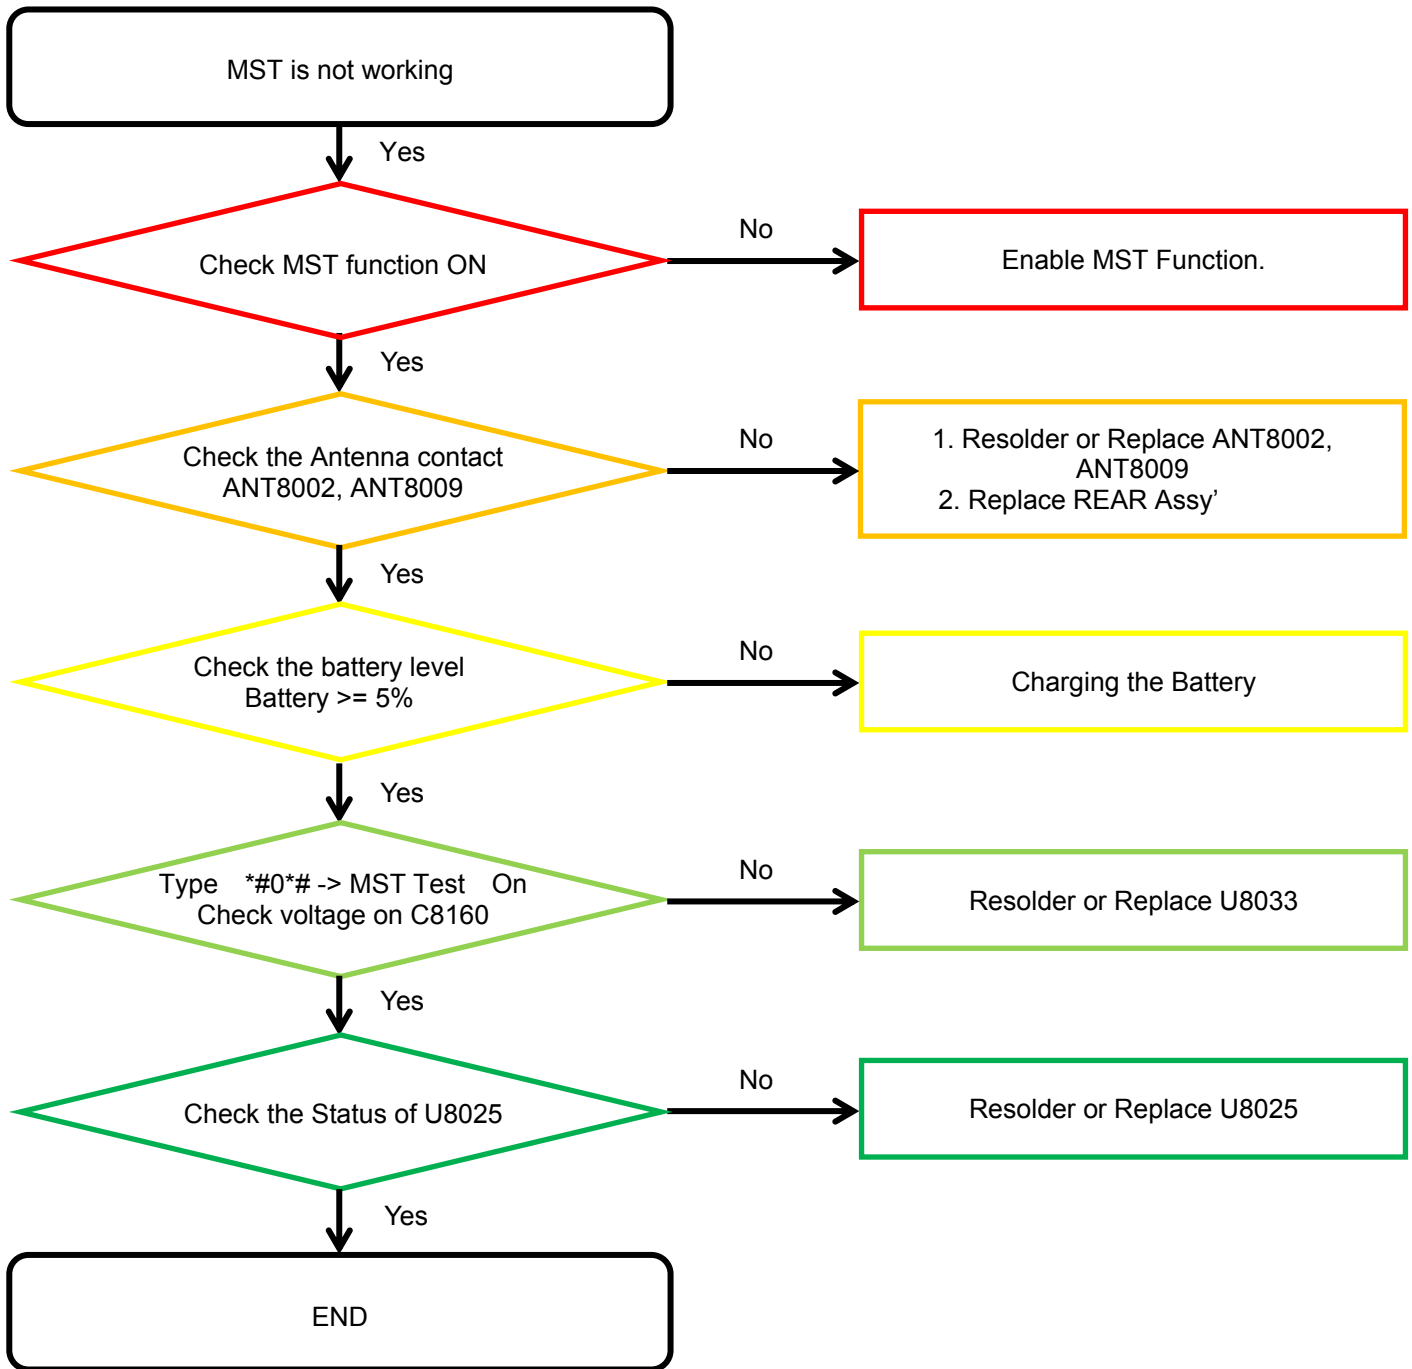 MST is not working
Yes
Check MST function ON
No
Enable MST Function.
Yes
Check the Antenna contact
ANT8002, ANT8009
No
1. Resolder or Replace ANT8002,
ANT8009
2. Replace REAR Assy’
Yes
Check the battery level
Battery >= 5%
No
Charging the Battery
Yes
Type *#0*# -> MST Test On
Check voltage on C8160
No
Resolder or Replace U8033
Yes
Check the Status of U8025
No
Resolder or Replace U8025
Yes
END